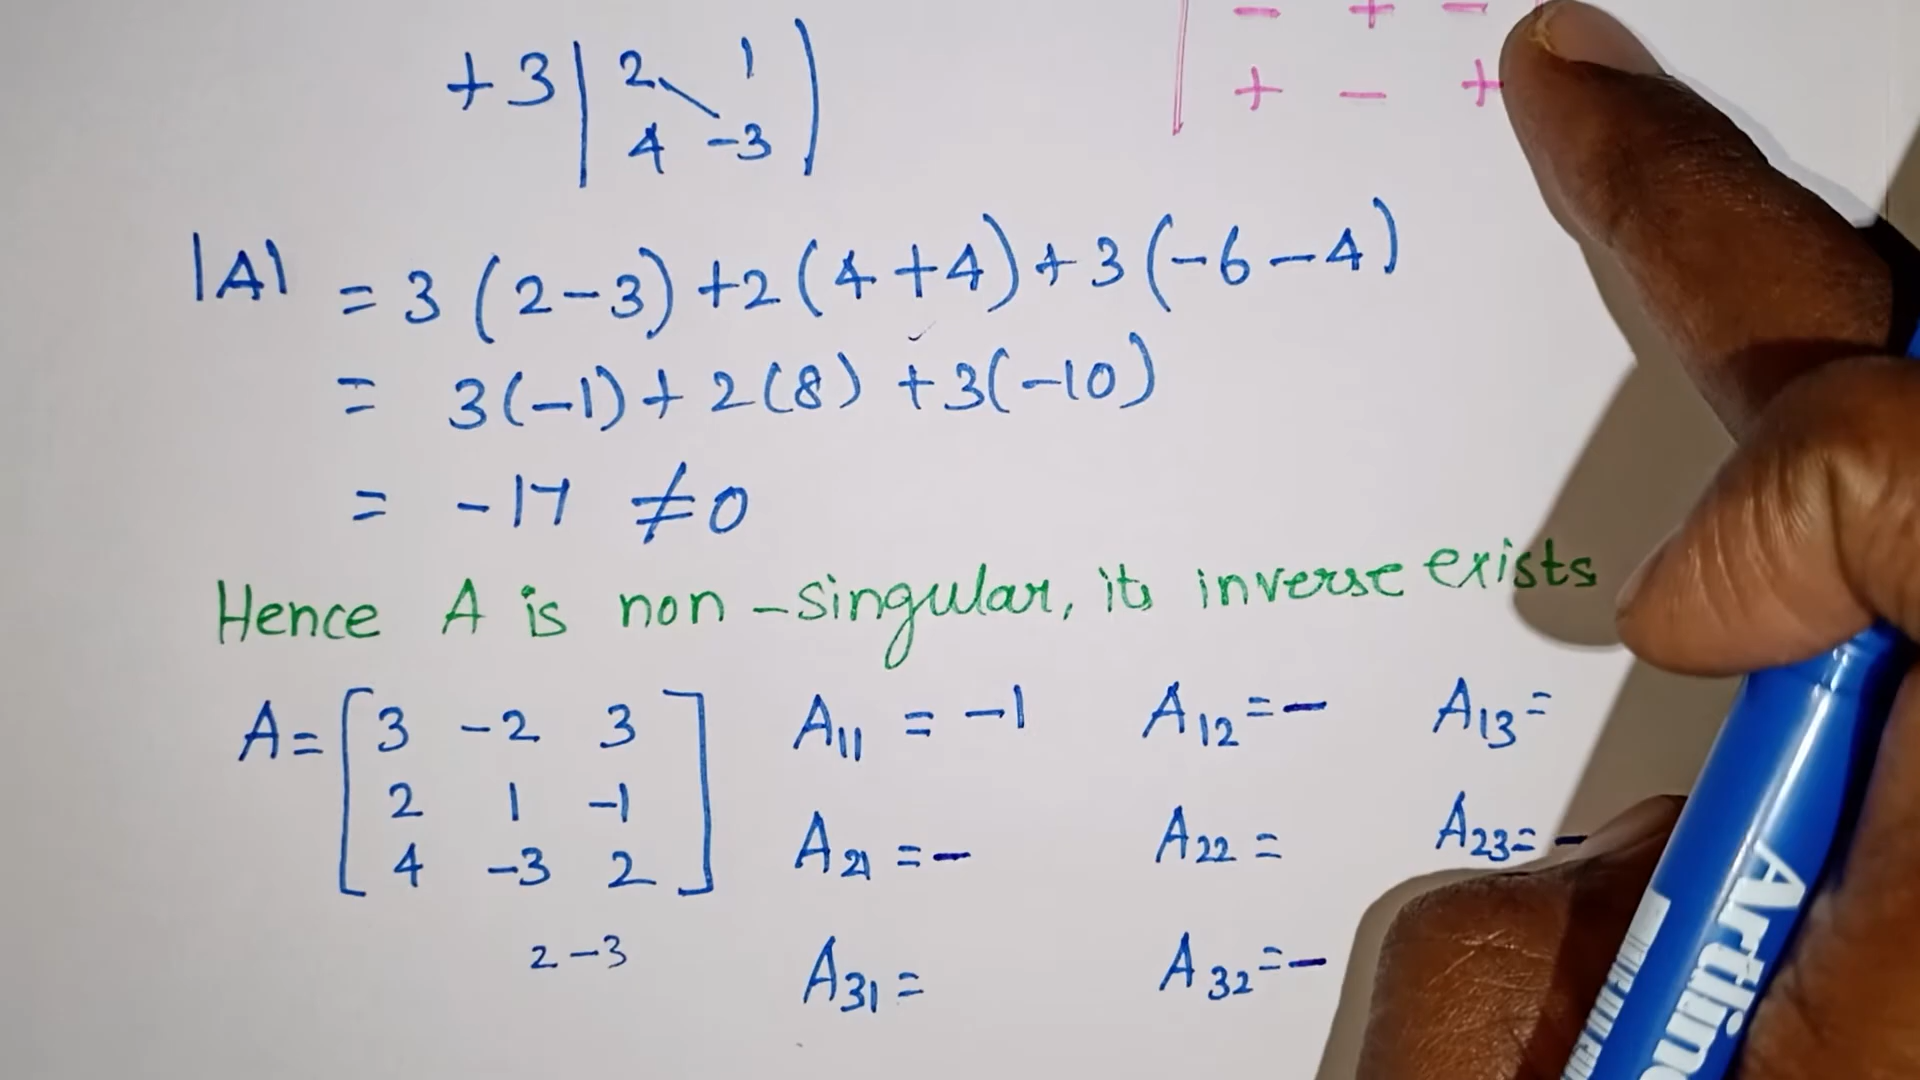 - + -
+3 | 2 1 |
4 -3
+ - +
|A| = 3 (2-3) +2 (4+4) +3 (-6-4)
= 3(-1) + 2(8) +3(-10)
= -17 ≠0
Hence A is non-singular, its inverse exists
A= [ 3 -2 3 ] A11 = -1 A12 =- A13 =
2 1 -1
A21 =- A22 = A23 =-
4 -3 2
2-3
A31 = A32 =-
Artline